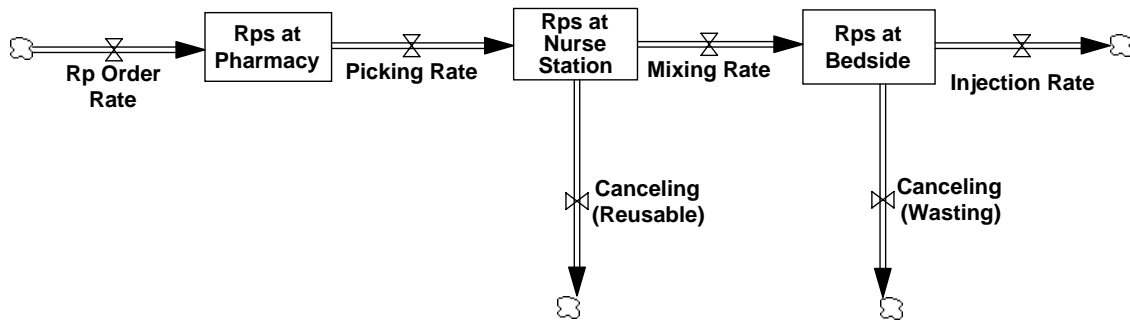 Rps at
Pharmacy
Rps at
Nurse
Station
Rps at
Bedside
Rp Order
Rate
Picking Rate
Mixing Rate
Injection Rate
Canceling
(Reusable)
Canceling
(Wasting)